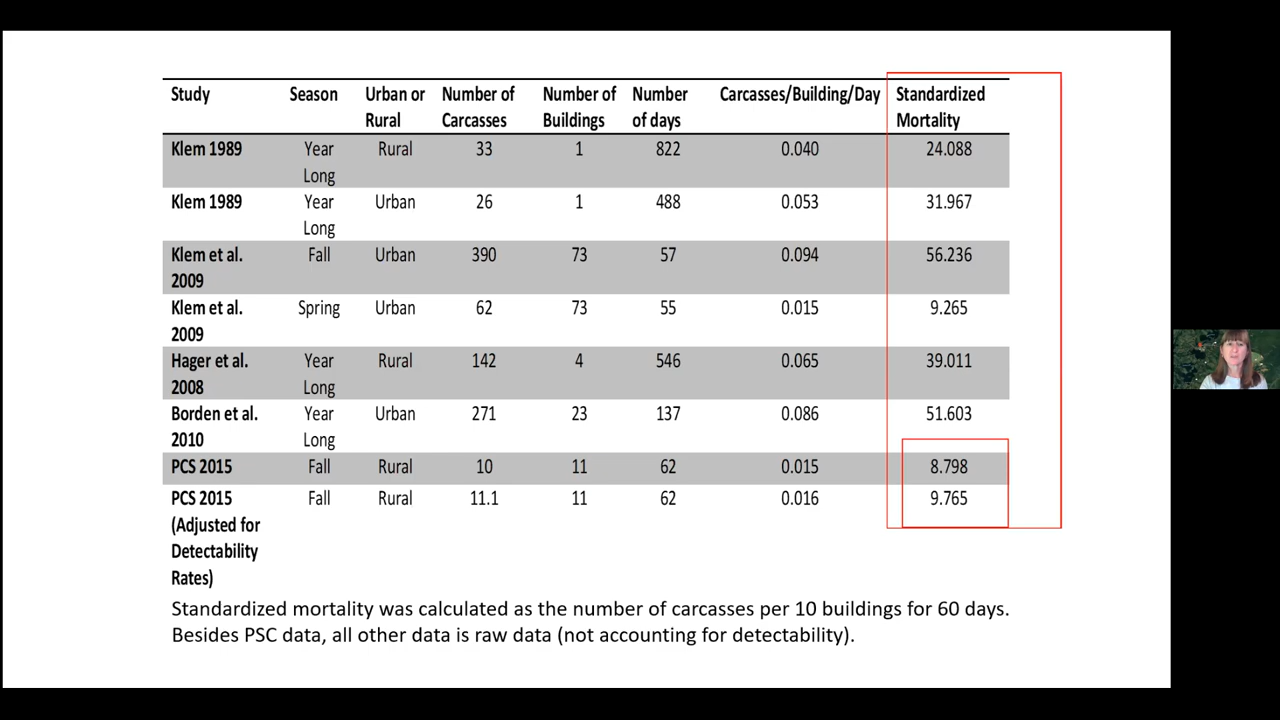 Study Season Urban or Number of Number of Number Carcasses/Building/Day Standardized
Rural Carcasses Buildings of days Mortality
Klem 1989 Year Rural 33 1 822 0.040 24.088
Long
Klem 1989 Year Urban 26 1 488 0.053 31.967
Long
Klem et al. Fall Urban 390 73 57 0.094 56.236
2009
Klem et al. Spring Urban 62 73 55 0.015 9.265
2009
Hager et al. Year Rural 142 4 546 0.065 39.011
2008 Long
Borden et al. Year Urban 271 23 137 0.086 51.603
2010 Long
PCS 2015 Fall Rural 10 11 62 0.015 8.798
PCS 2015 Fall Rural 11.1 11 62 0.016 9.765
(Adjusted for
Detectability
Rates)
Standardized mortality was calculated as the number of carcasses per 10 buildings for 60 days.
Besides PSC data, all other data is raw data (not accounting for detectability).